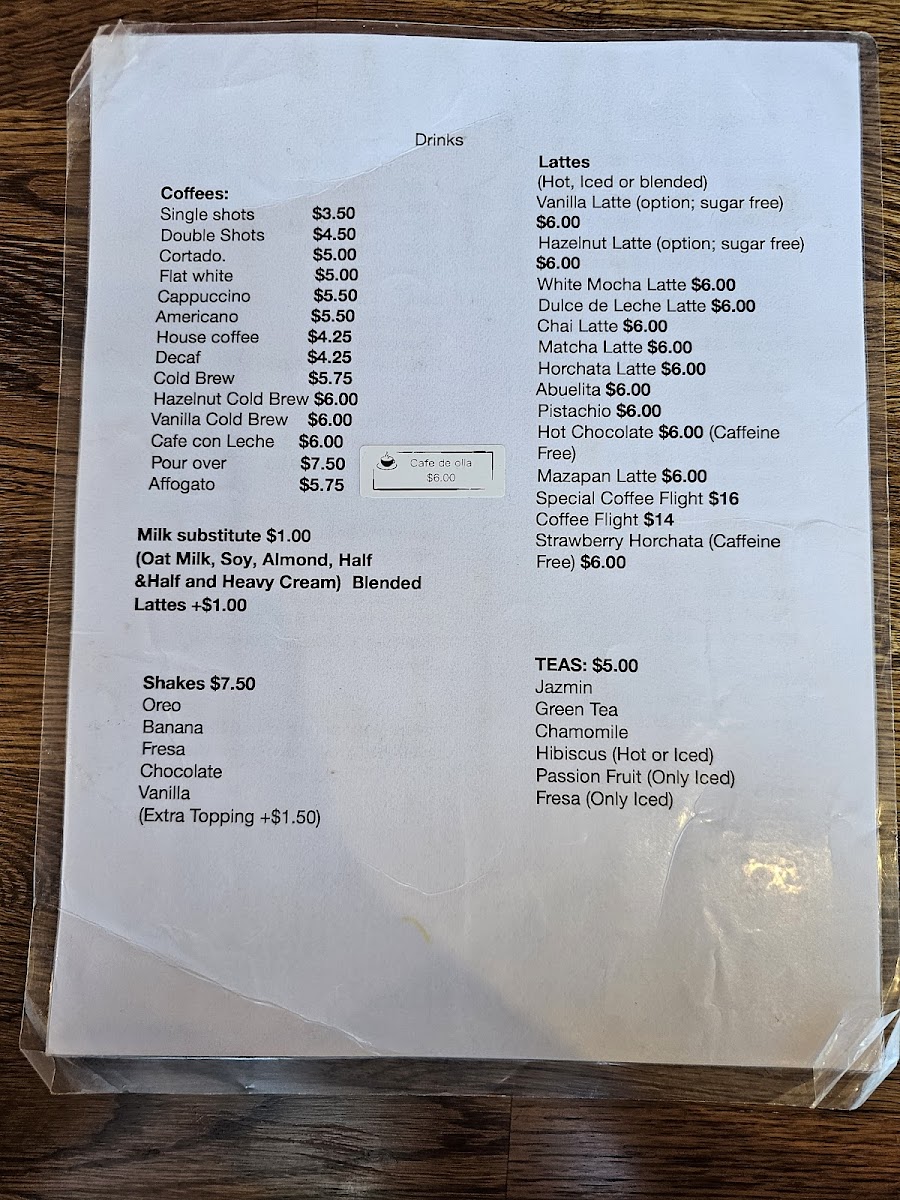 Drinks
Coffees:
Single shots $3.50
Double Shots $4.50
Cortado. $5.00
Flat white $5.00
Cappuccino $5.50
Americano $5.50
House coffee $4.25
Decaf $4.25
Cold Brew $5.75
Hazelnut Cold Brew $6.00
Vanilla Cold Brew $6.00
Cafe con Leche $6.00
Pour over $7.50
Affogato $5.75
Cafe de olla
$6.00
Milk substitute $1.00
(Oat Milk, Soy, Almond, Half
&Half and Heavy Cream) Blended
Lattes +$1.00
Shakes $7.50
Oreo
Banana
Fresa
Chocolate
Vanilla
(Extra Topping +$1.50)
Lattes
(Hot, Iced or blended)
Vanilla Latte (option; sugar free)
$6.00
Hazelnut Latte (option; sugar free)
$6.00
White Mocha Latte $6.00
Dulce de Leche Latte $6.00
Chai Latte $6.00
Matcha Latte $6.00
Horchata Latte $6.00
Abuelita $6.00
Pistachio $6.00
Hot Chocolate $6.00 (Caffeine
Free)
Mazapan Latte $6.00
Special Coffee Flight $16
Coffee Flight $14
Strawberry Horchata (Caffeine
Free) $6.00
TEAS: $5.00
Jazmin
Green Tea
Chamomile
Hibiscus (Hot or Iced)
Passion Fruit (Only Iced)
Fresa (Only Iced)